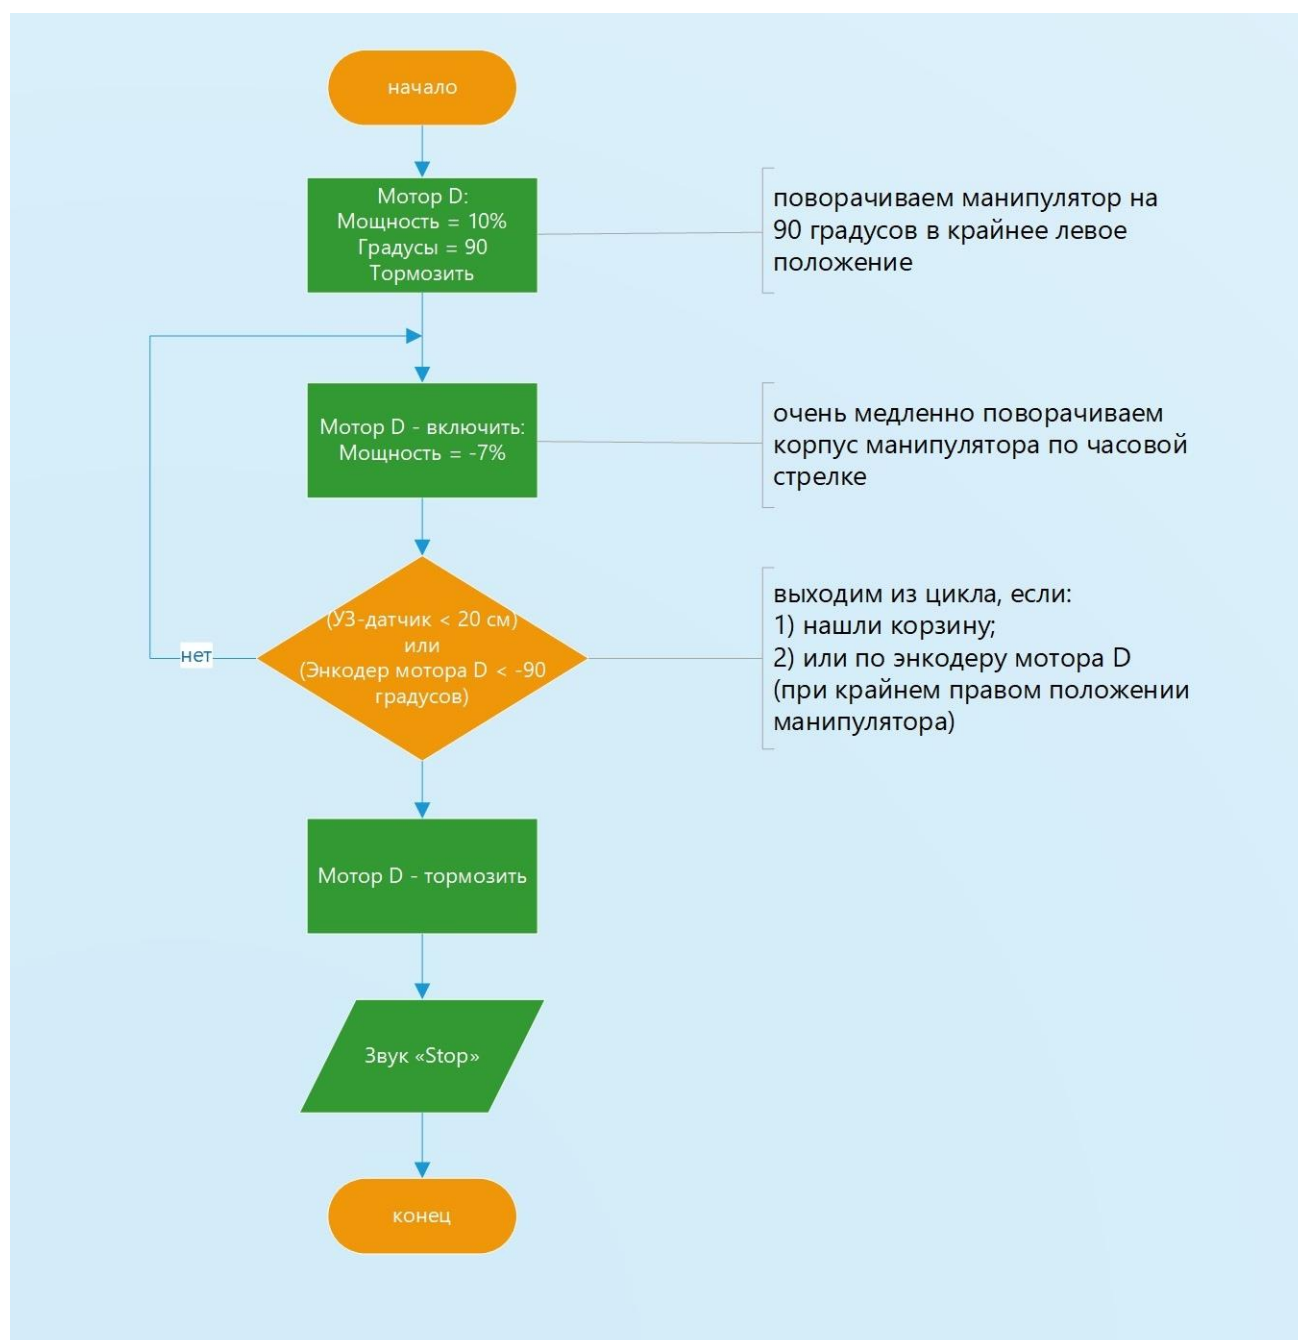 начало
Мотор D:
Мощность = 10%
Градусы = 90
Тормозить
поворачиваем манипулятор на
90 градусов в крайнее левое
положение
Мотор D - включить:
Мощность = -7%
очень медленно поворачиваем
корпус манипулятора по часовой
стрелке
(УЗ-датчик < 20 см)
или
(Энкодер мотора D < -90
градусов)
нет
выходим из цикла, если:
1) нашли корзину;
2) или по энкодеру мотора D
(при крайнем правом положении
манипулятора)
Мотор D - тормозить
Звук «Stop»
конец